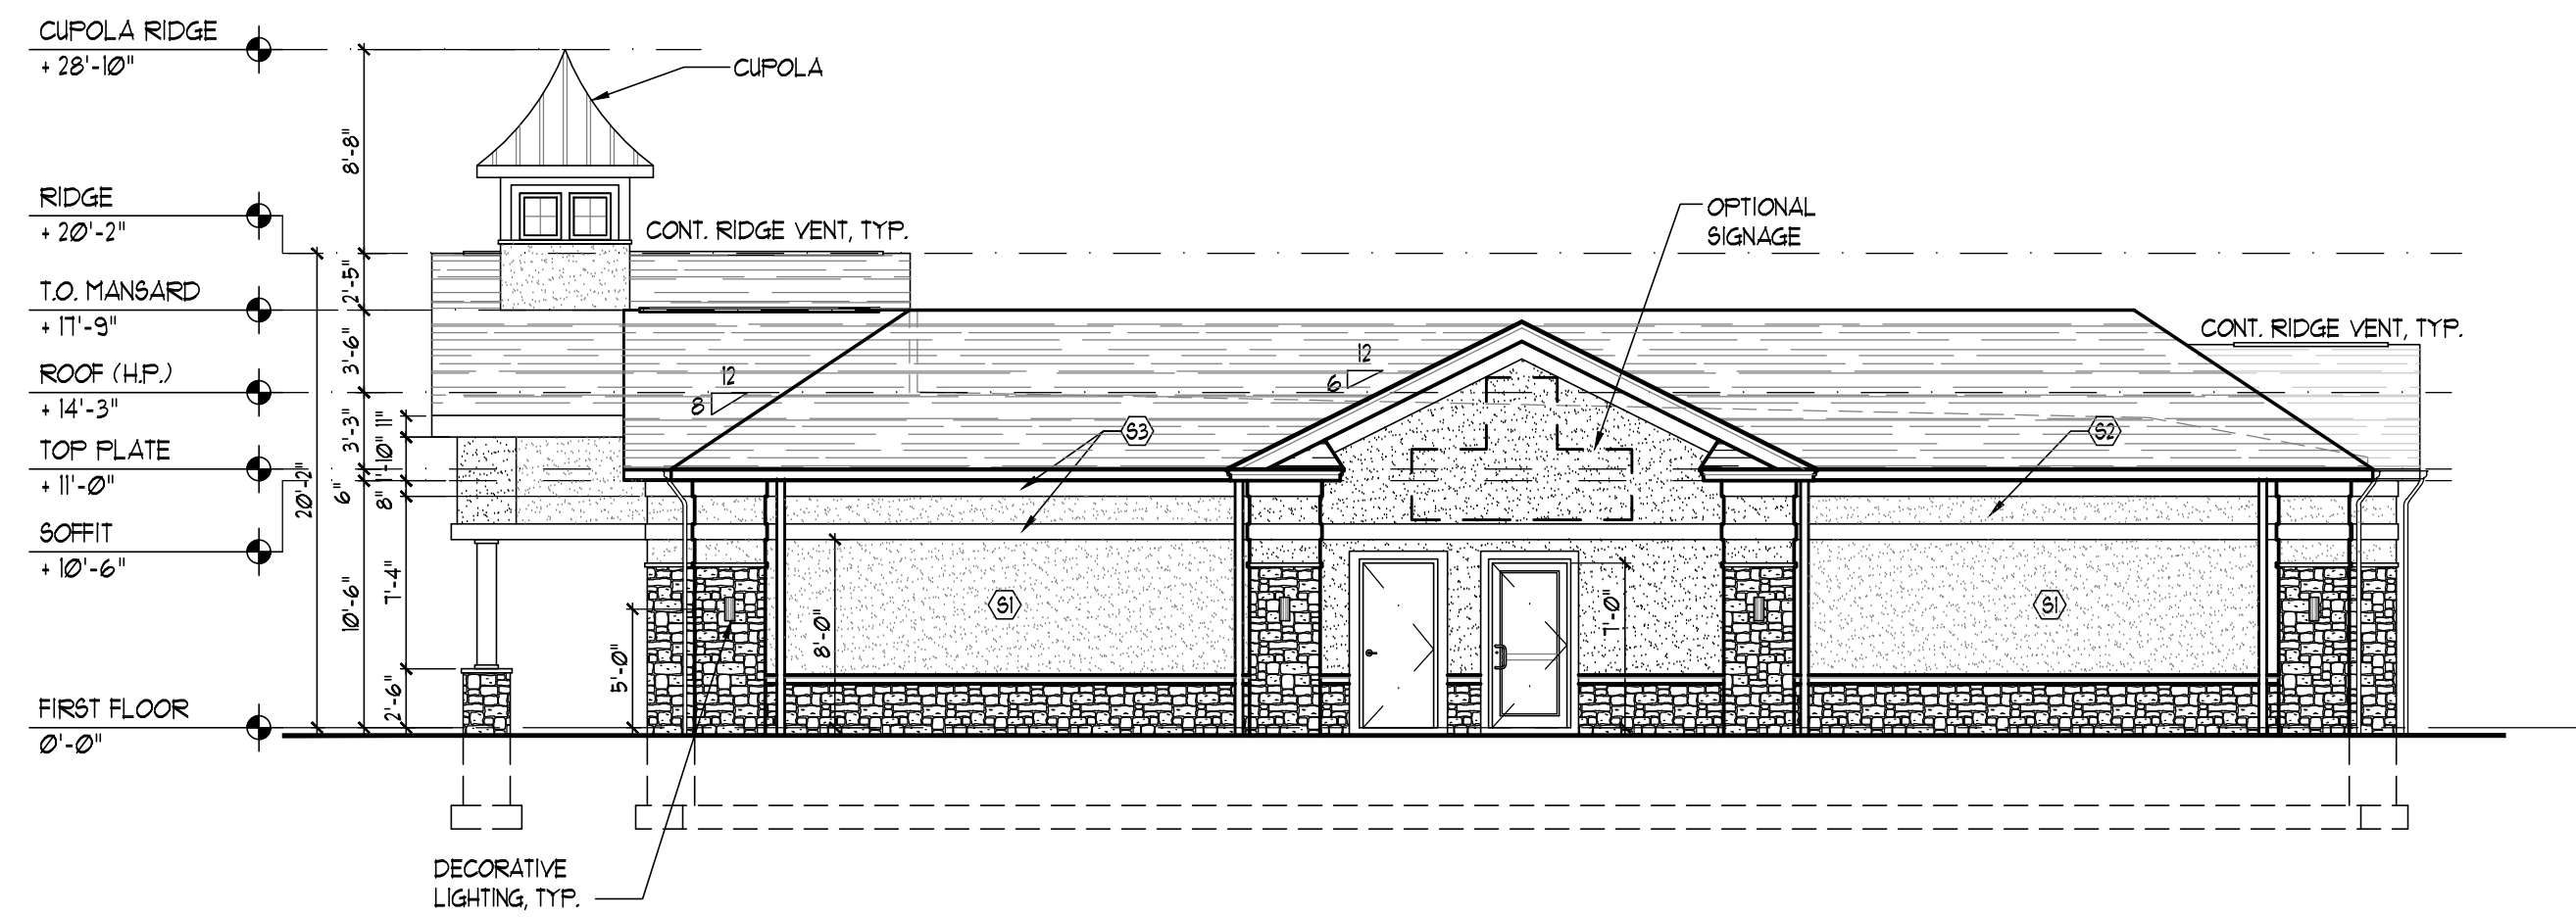 CUPOLA RIDGE
+ 28'-10"
CUPOLA
8'-8"
RIDGE
+ 20'-2"
CONT. RIDGE VENT, TYP.
OPTIONAL
SIGNAGE
T.O. MANSARD
+ 17'-9"
2'-5"
CONT. RIDGE VENT, TYP.
ROOF (H.P.)
+ 14'-3"
3'-6"
12
8
12
6
TOP PLATE
+ 11'-0"
3'-3"
11"
1'-10"
S3
S2
SOFFIT
+ 10'-6"
20'-2"
6"
8"
10'-6"
7'-4"
5'-0"
8'-0"
S1
7'-0"
S1
FIRST FLOOR
0'-0"
2'-6"
DECORATIVE
LIGHTING, TYP.